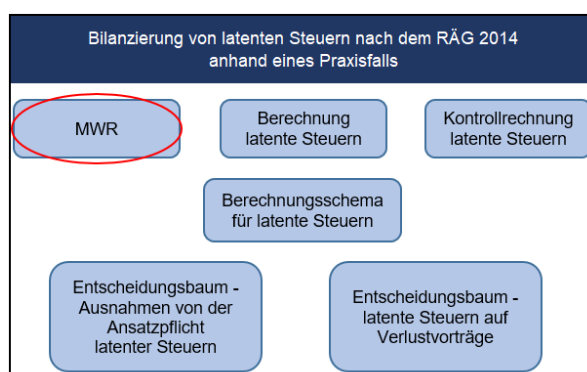 Bilanzierung von latenten Steuern nach dem RÄG 2014
anhand eines Praxisfalls
MWR
Berechnung
latente Steuern
Kontrollrechnung
latente Steuern
Berechnungsschema
für latente Steuern
Entscheidungsbaum -
Ausnahmen von der
Ansatzpflicht
latenter Steuern
Entscheidungsbaum -
latente Steuern auf
Verlustvorträge